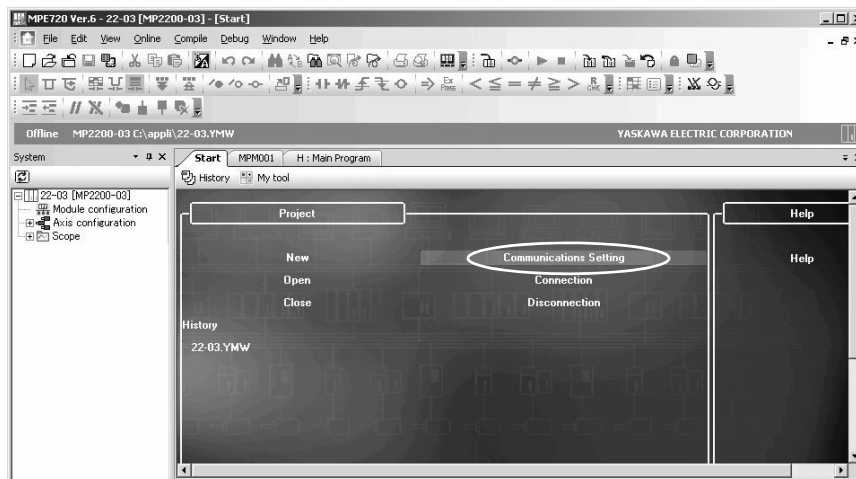 MPE720 Ver.6 - 22-03 [MP2200-03] - [Start]
File Edit View Online Compile Debug Window Help
Offline MP2200-03 C:\appli\22-03.YMW YASKAWA ELECTRIC CORPORATION
System
Start MPM001 H : Main Program
History My tool
22-03 [MP2200-03]
Module configuration
Axis configuration
Scope
Project
Help
New Communications Setting Help
Open Connection
Close Disconnection
History
22-03.YMW